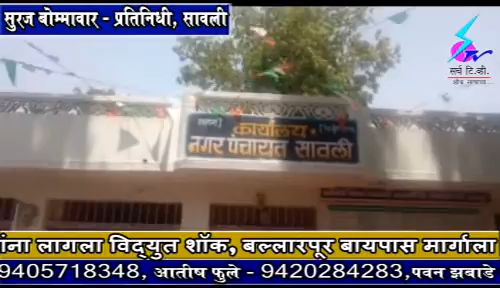 सुरज बोम्मावार - प्रतिनिधी, सावली
सर्च टि.व्ही.
कार्यालय
नगर पंचायत सावली
ांना लागला विद्युत शॉक, बल्लारपूर बायपास मार्गाला
9405718348, आतीष फुले - 9420284283,पवन झबाडे